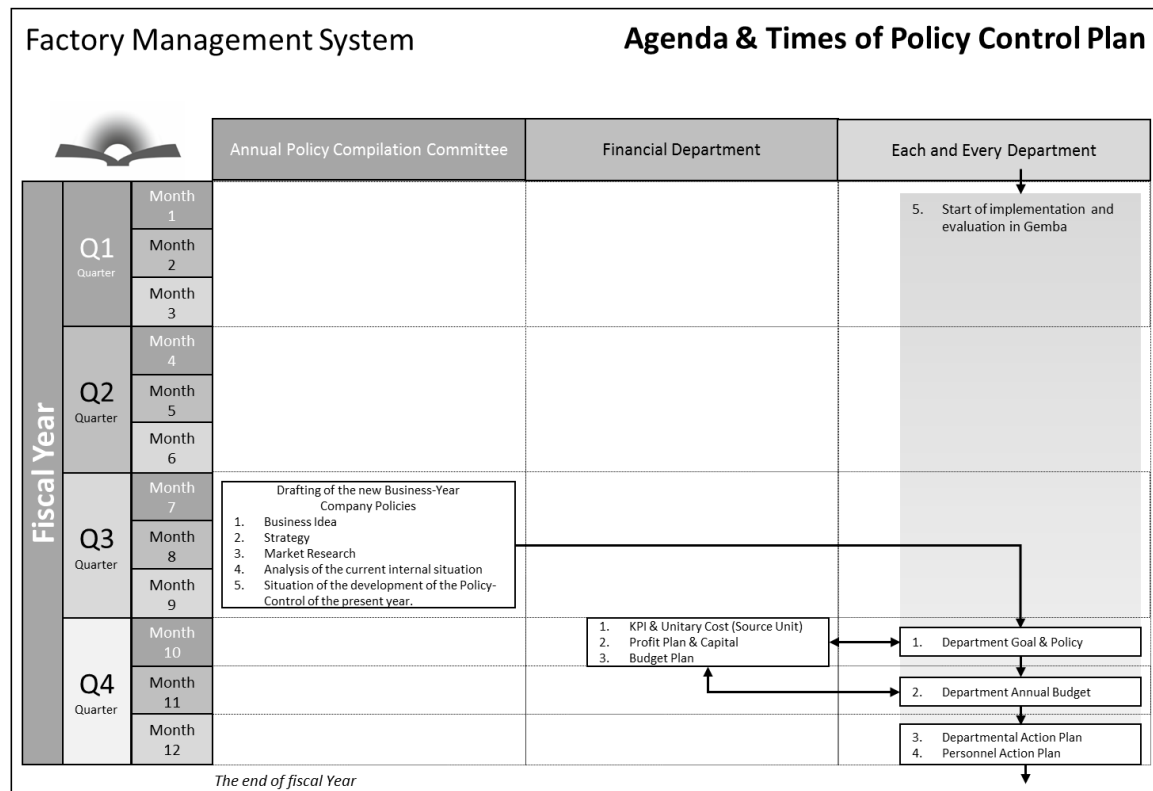 Factory Management System
Agenda & Times of Policy Control Plan
Annual Policy Compilation Committee
Financial Department
Each and Every Department
Fiscal Year
Q1
Quarter
Month
1
Month
2
Month
3
5. Start of implementation and
evaluation in Gemba
Q2
Quarter
Month
4
Month
5
Month
6
Q3
Quarter
Month
7
Month
8
Month
9
Drafting of the new Business-Year
Company Policies
1. Business Idea
2. Strategy
3. Market Research
4. Analysis of the current internal situation
5. Situation of the development of the Policy-
Control of the present year.
Q4
Quarter
Month
10
Month
11
Month
12
1. KPI & Unitary Cost (Source Unit)
2. Profit Plan & Capital
3. Budget Plan
1. Department Goal & Policy
2. Department Annual Budget
3. Departmental Action Plan
4. Personnel Action Plan
The end of fiscal Year